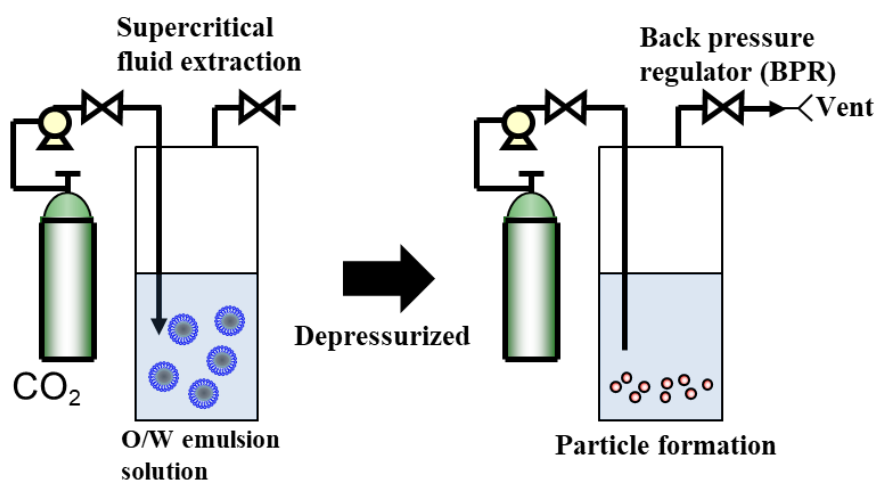 Supercritical
fluid extraction
CO₂
O/W emulsion
solution
Depressurized
Back pressure
regulator (BPR)
Vent
Particle formation